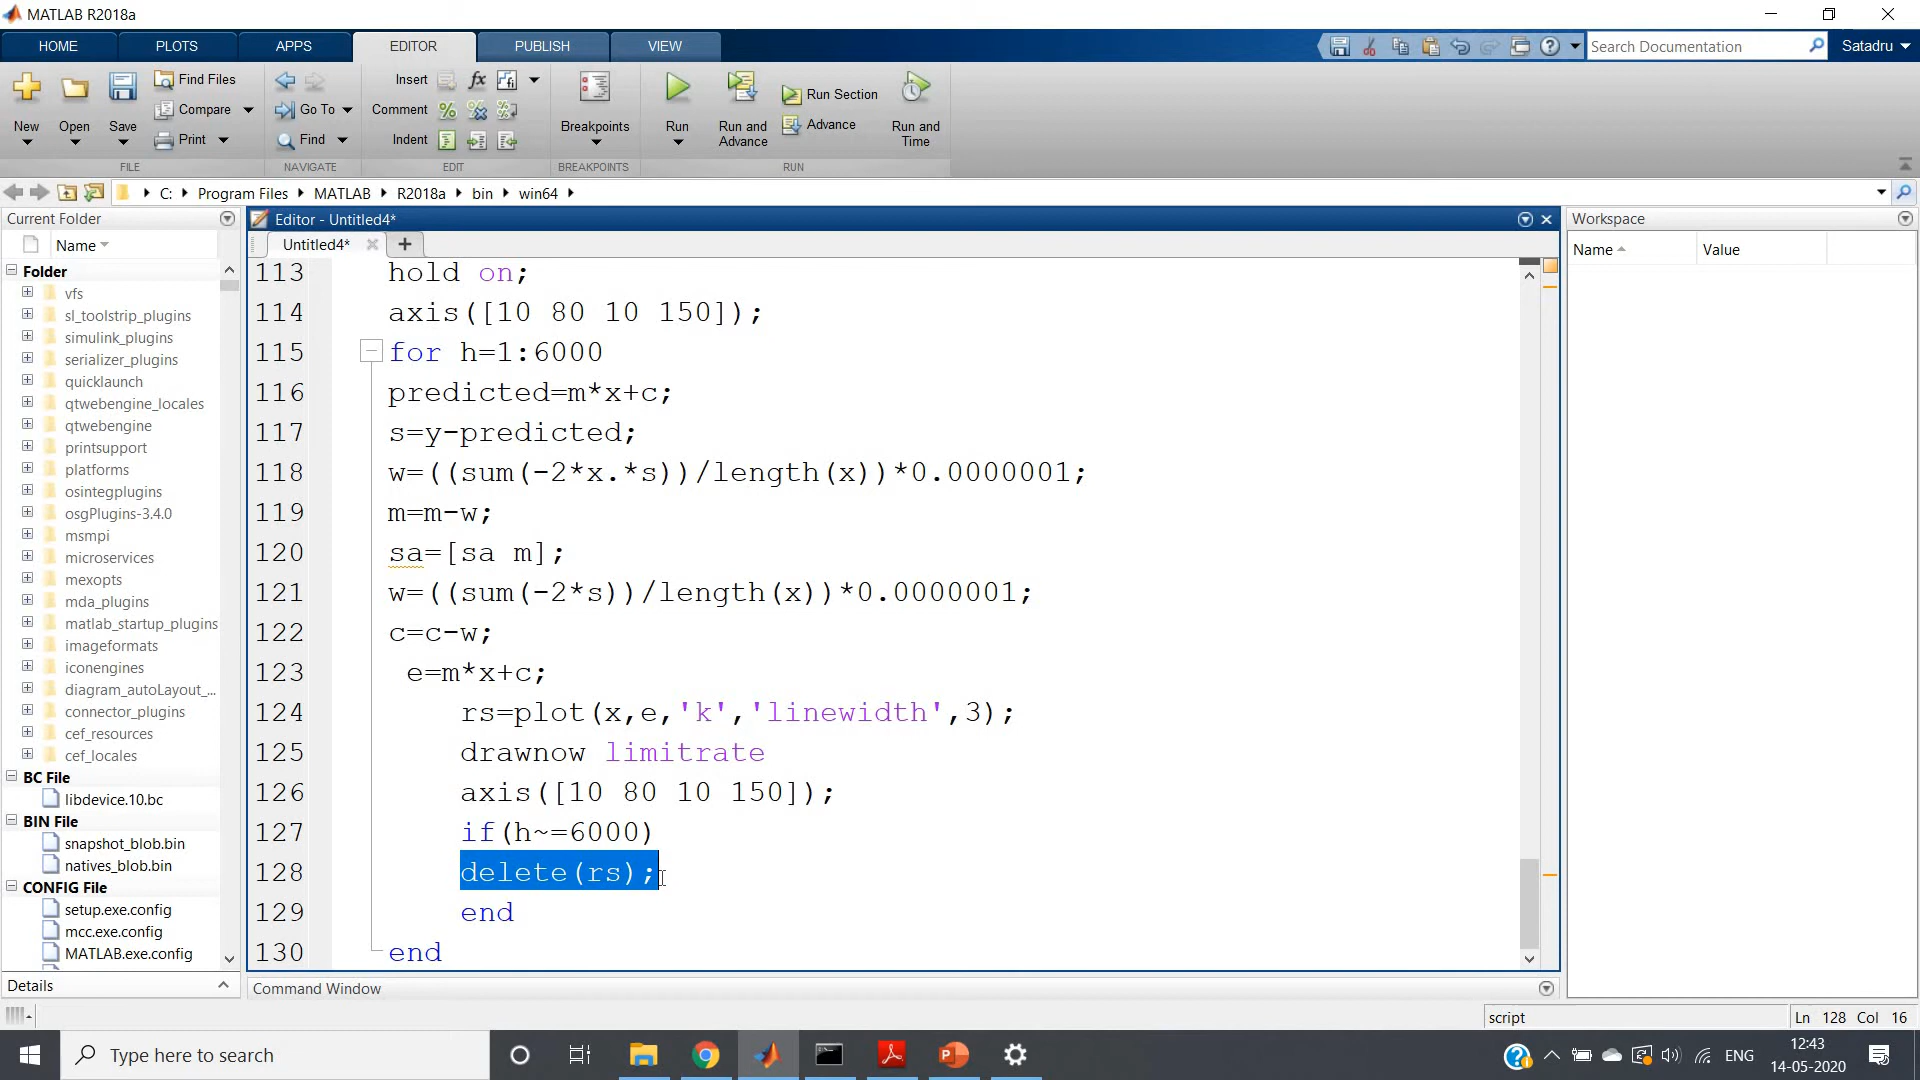 MATLAB R2018a
HOME PLOTS APPS EDITOR PUBLISH VIEW
Search Documentation
Satadru
New
Open
Save
Find Files
Compare
Print
FILE
Go To
Find
NAVIGATE
Insert
Comment
Indent
EDIT
Breakpoints
BREAKPOINTS
Run
Run and Advance
Run Section
Advance
Run and Time
RUN
C: Program Files MATLAB R2018a bin win64
Current Folder
Name
Folder
vfs
sl_toolstrip_plugins
simulink_plugins
serializer_plugins
quicklaunch
qtwebengine_locales
qtwebengine
printsupport
platforms
osintegplugins
osgPlugins-3.4.0
msmpi
microservices
mexopts
mda_plugins
matlab_startup_plugins
imageformats
iconengines
diagram_autoLayout_...
connector_plugins
cef_resources
cef_locales
BC File
libdevice.10.bc
BIN File
snapshot_blob.bin
natives_blob.bin
CONFIG File
setup.exe.config
mcc.exe.config
MATLAB.exe.config
Details
Editor - Untitled4*
Untitled4*
113 hold on;
114 axis([10 80 10 150]);
115 for h=1:6000
116 predicted=m*x+c;
117 s=y-predicted;
118 w=((sum(-2*x.*s))/length(x))*0.0000001;
119 m=m-w;
120 sa=[sa m];
121 w=((sum(-2*s))/length(x))*0.0000001;
122 c=c-w;
123 e=m*x+c;
124 rs=plot(x,e,'k','linewidth',3);
125 drawnow limitrate
126 axis([10 80 10 150]);
127 if(h~=6000)
128 delete(rs);
129 end
130 end
Command Window
Workspace
Name Value
script
Ln 128 Col 16
Type here to search
ENG
12:43
14-05-2020